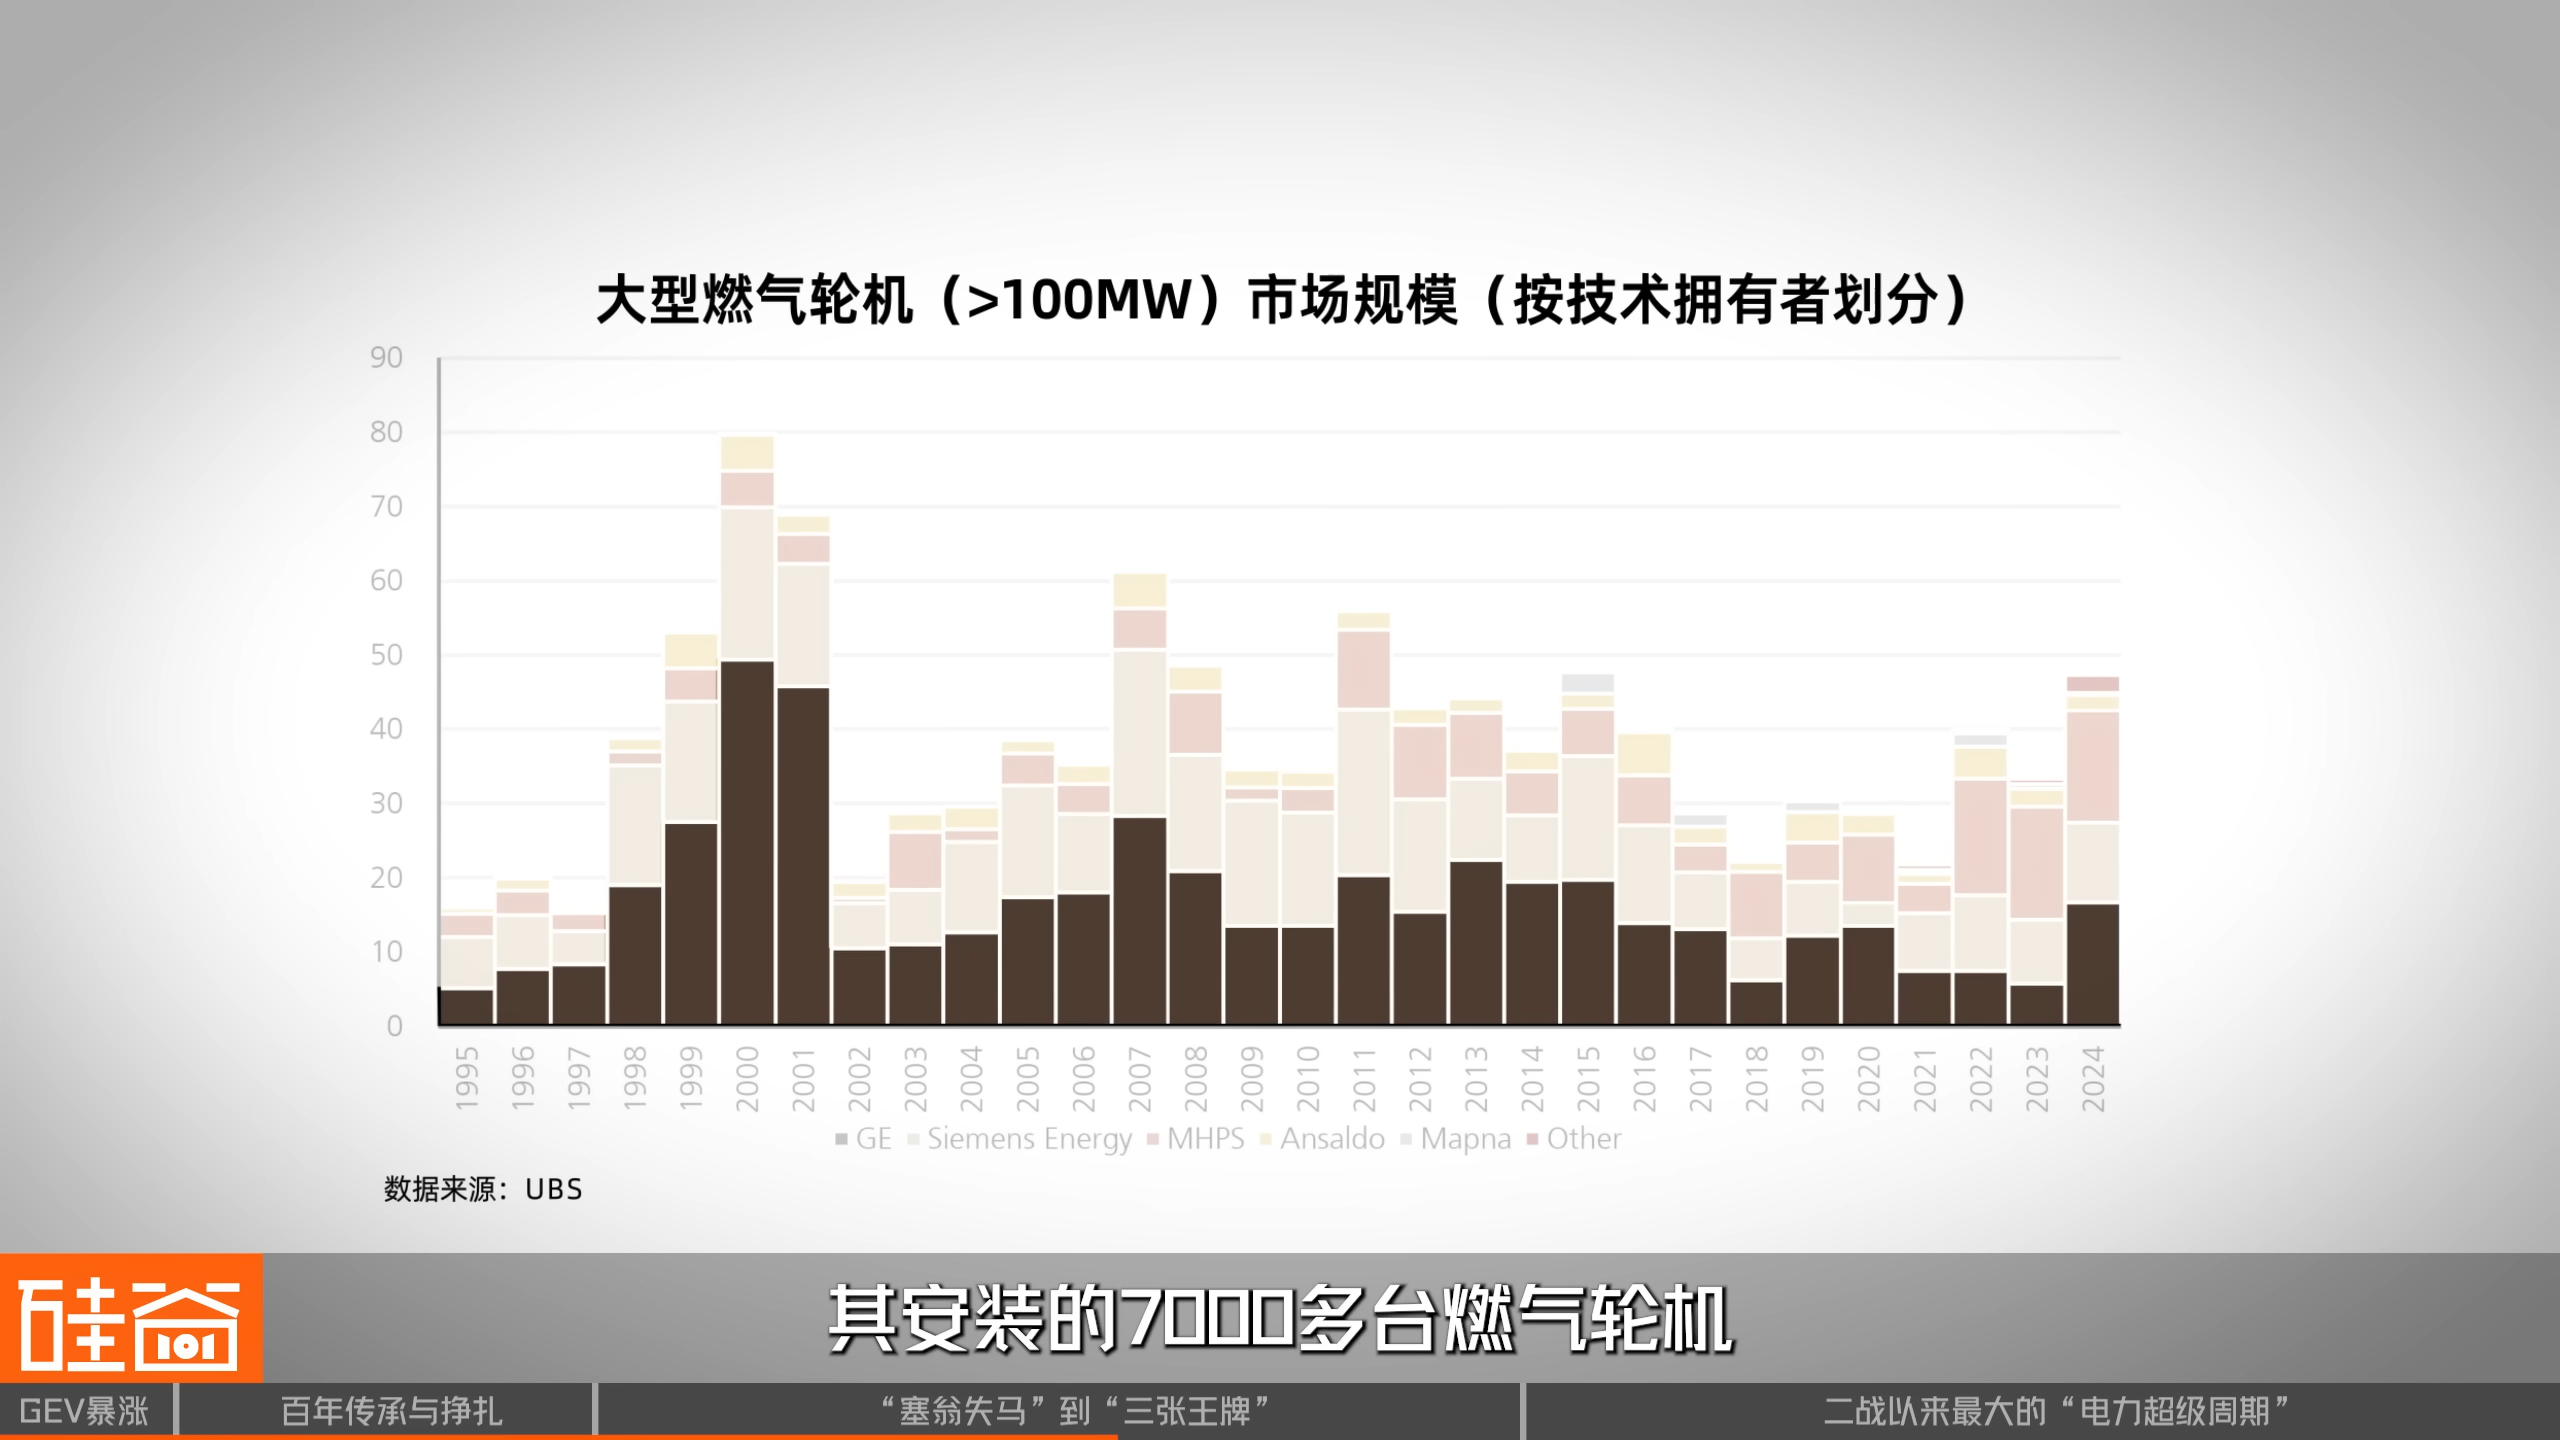 大型燃气轮机（>100MW）市场规模（按技术拥有者划分）
90
80
70
60
50
40
30
20
10
0
1995 1996 1997 1998 1999 2000 2001 2002 2003 2004 2005 2006 2007 2008 2009 2010 2011 2012 2013 2014 2015 2016 2017 2018 2019 2020 2021 2022 2023 2024
GE Siemens Energy MHPS Ansaldo Mapna Other
数据来源：UBS
硅谷101
其安装的7000多台燃气轮机
GEV暴涨 百年传承与挣扎 “塞翁失马”到“三张王牌” 二战以来最大的“电力超级周期”